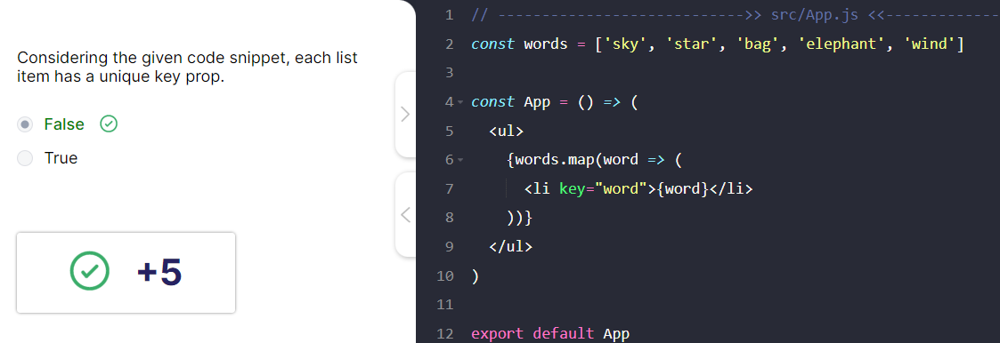 Considering the given code snippet, each list
item has a unique key prop.
False
True
+5
1 // ---------------------------->> src/App.js <<-------------
2 const words = ['sky', 'star', 'bag', 'elephant', 'wind']
3
4 const App = () => (
5 <ul>
6 {words.map(word => (
7 <li key="word">{word}</li>
8 ))}
9 </ul>
10 )
11
12 export default App